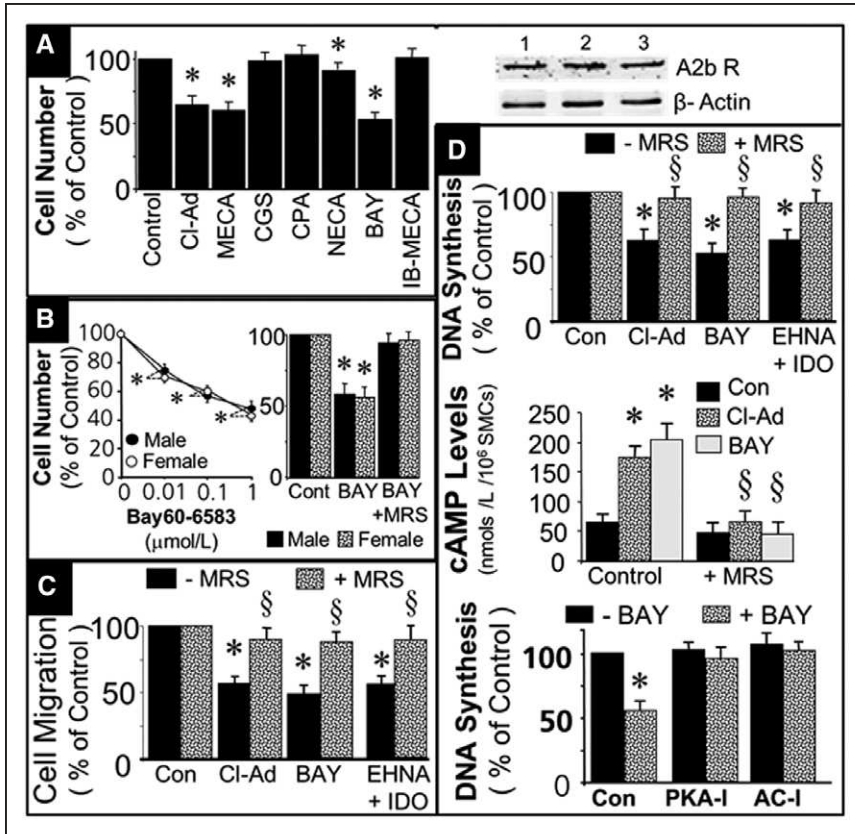 A
Cell Number
( % of Control )
100
50
0
*
*
*
*
Control
Cl-Ad
MECA
CGS
CPA
NECA
BAY
IB-MECA
1 2 3
A2b R
β- Actin
B
Cell Number
(% of Control)
100
80
60
40
20
0
*
*
*
Male
Female
0 0.01 0.1 1
Bay60-6583
(μmol/L)
100
50
0
* *
Cont BAY BAY
+MRS
Male Female
C
- MRS + MRS
Cell Migration
( % of Control )
100
50
0
* § * § * §
Con Cl-Ad BAY EHNA
+ IDO
D
- MRS + MRS
DNA Synthesis
( % of Control )
100
50
0
* § * § * §
Con Cl-Ad BAY EHNA
+ IDO
cAMP Levels
(nmols /L /10⁶ SMCs)
250
200
150
100
50
0
* *
§ §
Con
Cl-Ad
BAY
Control + MRS
- BAY + BAY
DNA Synthesis
( % of Control )
100
50
0
*
Con PKA-I AC-I